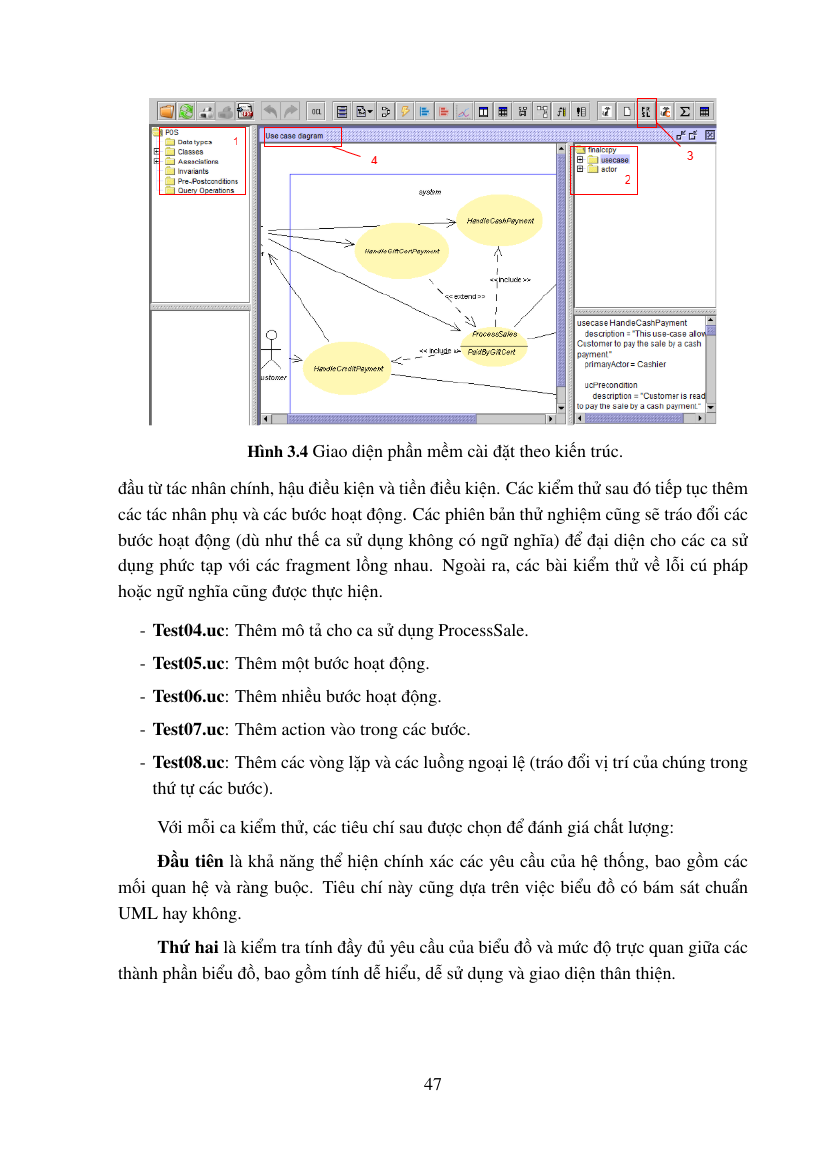 OCL
POS
Data types
1
Classes
Associations
Invariants
Pre-/Postconditions
Query Operations
Use case diagram
4
3
finalcopy
usecase
actor
2
system
HandleCashPayment
HandleGiftCertPayment
<< include >>
<< extend >>
ProcessSales
PaidByGiftCert
<< include >>
HandleCreditPayment
ustomer
usecase HandleCashPayment
description = "This use-case allow
Customer to pay the sale by a cash
payment"
primaryActor = Cashier
ucPrecondition
description = "Customer is read
to pay the sale by a cash payment."
Hình 3.4 Giao diện phần mềm cài đặt theo kiến trúc.
đầu từ tác nhân chính, hậu điều kiện và tiền điều kiện. Các kiểm thử sau đó tiếp tục thêm
các tác nhân phụ và các bước hoạt động. Các phiên bản thử nghiệm cũng sẽ tráo đổi các
bước hoạt động (dù như thế ca sử dụng không có ngữ nghĩa) để đại diện cho các ca sử
dụng phức tạp với các fragment lồng nhau. Ngoài ra, các bài kiểm thử về lỗi cú pháp
hoặc ngữ nghĩa cũng được thực hiện.
- Test04.uc: Thêm mô tả cho ca sử dụng ProcessSale.
- Test05.uc: Thêm một bước hoạt động.
- Test06.uc: Thêm nhiều bước hoạt động.
- Test07.uc: Thêm action vào trong các bước.
- Test08.uc: Thêm các vòng lặp và các luồng ngoại lệ (tráo đổi vị trí của chúng trong
thứ tự các bước).
Với mỗi ca kiểm thử, các tiêu chí sau được chọn để đánh giá chất lượng:
Đầu tiên là khả năng thể hiện chính xác các yêu cầu của hệ thống, bao gồm các
mối quan hệ và ràng buộc. Tiêu chí này cũng dựa trên việc biểu đồ có bám sát chuẩn
UML hay không.
Thứ hai là kiểm tra tính đầy đủ yêu cầu của biểu đồ và mức độ trực quan giữa các
thành phần biểu đồ, bao gồm tính dễ hiểu, dễ sử dụng và giao diện thân thiện.
47